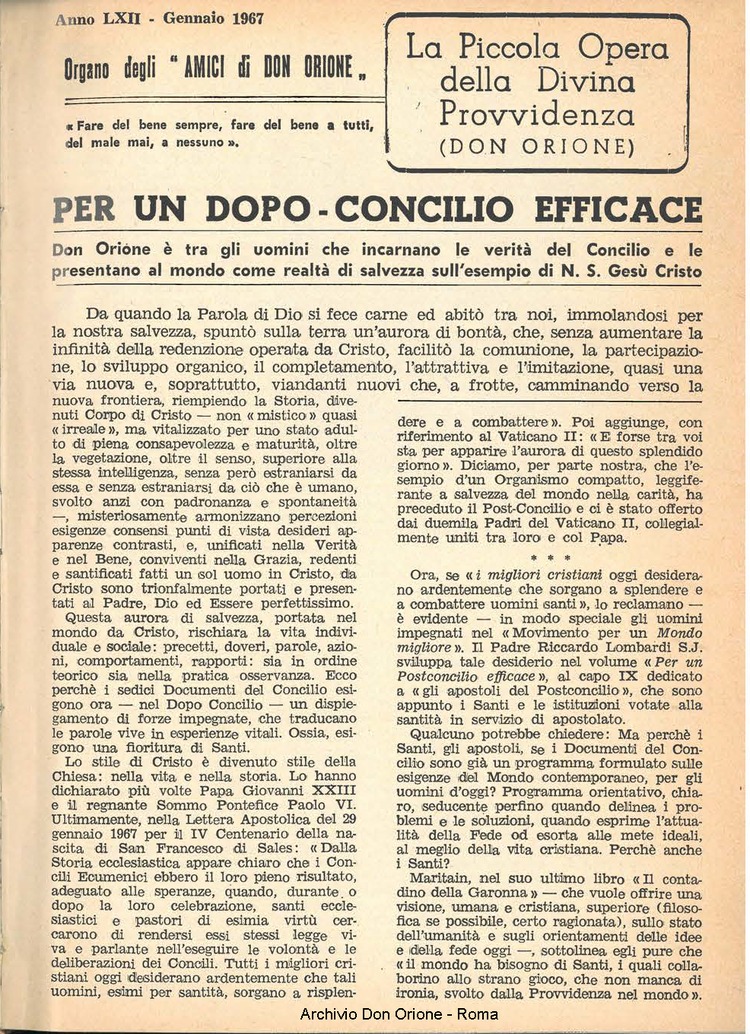 Anno LXII - Gennaio 1967
Organo degli " AMICI di DON ORIONE „
« Fare del bene sempre, fare del bene a tutti,
del male mai, a nessuno ».
La Piccola Opera
della Divina
Provvidenza
(DON ORIONE)
PER UN DOPO - CONCILIO EFFICACE
Don Orione è tra gli uomini che incarnano le verità del Concilio e le
presentano al mondo come realtà di salvezza sull'esempio di N. S. Gesù Cristo
Da quando la Parola di Dio si fece carne ed abitò tra noi, immolandosi per
la nostra salvezza, spuntò sulla terra un'aurora di bontà, che, senza aumentare la
infinità della redenzione operata da Cristo, facilitò la comunione, la partecipazio-
ne, lo sviluppo organico, il completamento, l'attrattiva e l'imitazione, quasi una
via nuova e, soprattutto, viandanti nuovi che, a frotte, camminando verso la
nuova frontiera, riempiendo la Storia, dive-
nuti Corpo di Cristo — non « mistico » quasi
« irreale », ma vitalizzato per uno stato adul-
to di piena consapevolezza e maturità, oltre
la vegetazione, oltre il senso, superiore alla
stessa intelligenza, senza però estraniarsi da
essa e senza estraniarsi da ciò che è umano,
svolto anzi con padronanza e spontaneità
—, misteriosamente armonizzano percezioni
esigenze consensi punti di vista desideri ap-
parenze contrasti, e, unificati nella Verità
e nel Bene, conviventi nella Grazia, redenti
e santificati fatti un sol uomo in Cristo, da
Cristo sono trionfalmente portati e presen-
tati al Padre, Dio ed Essere perfettissimo.
Questa aurora di salvezza, portata nel
mondo da Cristo, rischiara la vita indivi-
duale e sociale: precetti, doveri, parole, azio-
ni, comportamenti, rapporti: sia in ordine
teorico sia nella pratica osservanza. Ecco
perchè i sedici Documenti del Concilio esi-
gono ora — nel Dopo Concilio — un dispie-
gamento di forze impegnate, che traducano
le parole vive in esperienze vitali. Ossia, esi-
gono una fioritura di Santi.
Lo stile di Cristo è divenuto stile della
Chiesa: nella vita e nella storia. Lo hanno
dichiarato più volte Papa Giovanni XXIII
e il regnante Sommo Pontefice Paolo VI.
Ultimamente, nella Lettera Apostolica del 29
gennaio 1967 per il IV Centenario della na-
scita di San Francesco di Sales: « Dalla
Storia ecclesiastica appare chiaro che i Con-
cili Ecumenici ebbero il loro pieno risultato,
adeguato alle speranze, quando, durante o
dopo la loro celebrazione, santi eccle-
siastici e pastori di esimia virtù cer-
carono di rendersi essi stessi legge vi-
va e parlante nell'eseguire le volontà e le
deliberazioni dei Concili. Tutti i migliori cri-
stiani oggi desiderano ardentemente che tali
uomini, esimi per santità, sorgano a risplen-
dere e a combattere ». Poi aggiunge, con
riferimento al Vaticano II: « E forse tra voi
sta per apparire l'aurora di questo splendido
giorno ». Diciamo, per parte nostra, che l'e-
sempio d'un Organismo compatto, leggife-
rante a salvezza del mondo nella carità, ha
preceduto il Post-Concilio e ci è stato offerto
dai duemila Padri del Vaticano II, collegial-
mente uniti tra loro e col Papa.
* * *
Ora, se « i migliori cristiani oggi desidera-
no ardentemente che sorgano a splendere e
a combattere uomini santi », lo reclamano —
è evidente — in modo speciale gli uomini
impegnati nel « Movimento per un Mondo
migliore ». Il Padre Riccardo Lombardi S.J.
sviluppa tale desiderio nel volume « Per un
Postconcilio efficace », al capo IX dedicato
a « gli apostoli del Postconcilio », che sono
appunto i Santi e le istituzioni votate alla
santità in servizio di apostolato.
Qualcuno potrebbe chiedere: Ma perchè i
Santi, gli apostoli, se i Documenti del Con-
cilio sono già un programma formulato sulle
esigenze del Mondo contemporaneo, per gli
uomini d'oggi? Programma orientativo, chia-
ro, seducente perfino quando delinea i pro-
blemi e le soluzioni, quando esprime l'attua-
lità della Fede od esorta alle mete ideali,
al meglio della vita cristiana. Perchè anche
i Santi?
Maritain, nel suo ultimo libro « Il conta-
dino della Garonna » — che vuole offrire una
visione, umana e cristiana, superiore (filoso-
fica se possibile, certo ragionata), sullo stato
dell'umanità e sugli orientamenti delle idee
e della fede oggi —, sottolinea egli pure che
« il mondo ha bisogno di Santi, i quali colla-
borino allo strano gioco, che non manca di
ironia, svolto dalla Provvidenza nel mondo ».
Archivio Don Orione - Roma